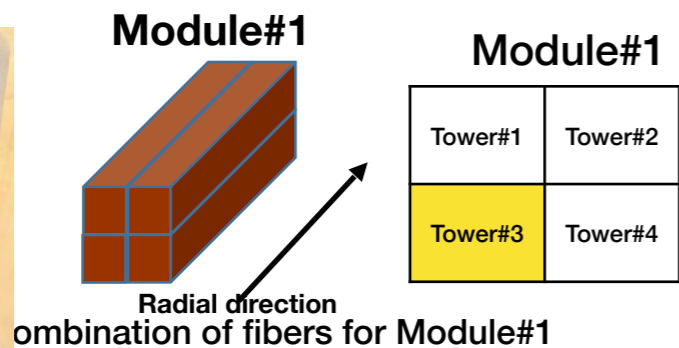 Module#1
Module#1
Tower#1 Tower#2
Tower#3 Tower#4
Radial direction
ombination of fibers for Module#1